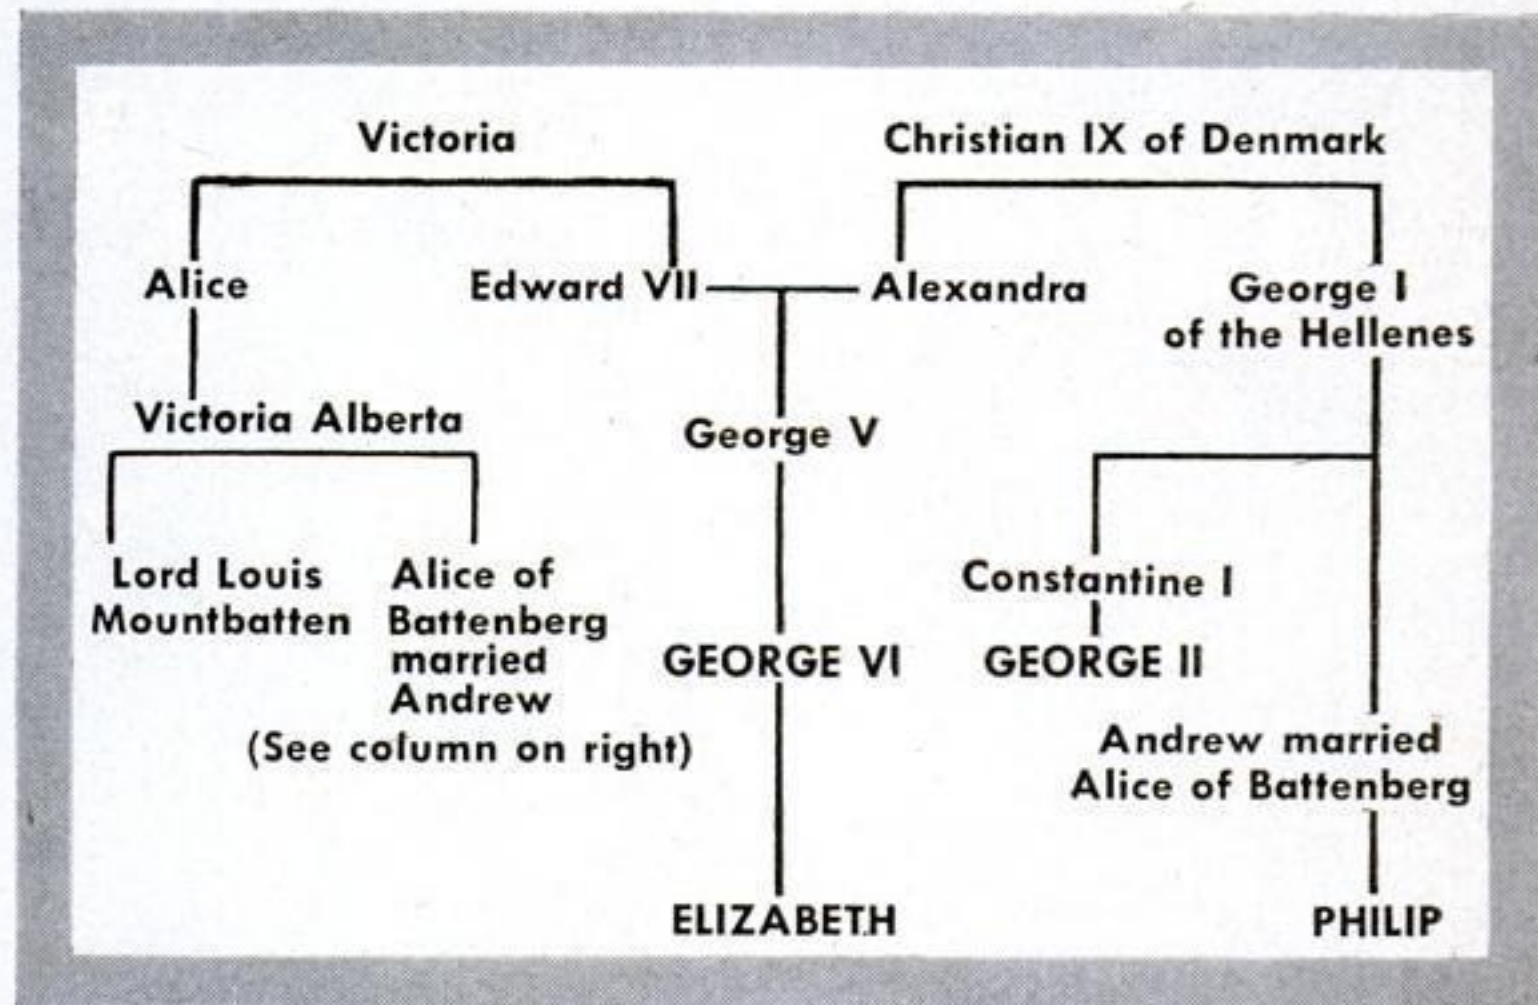 Victoria
Christian IX of Denmark
Alice
Edward VII
Alexandra
George I
of the Hellenes
Victoria Alberta
George V
Lord Louis
Mountbatten
Alice of
Battenberg
married
Andrew
(See column on right)
Constantine I
GEORGE VI
GEORGE II
Andrew married
Alice of Battenberg
ELIZABETH
PHILIP